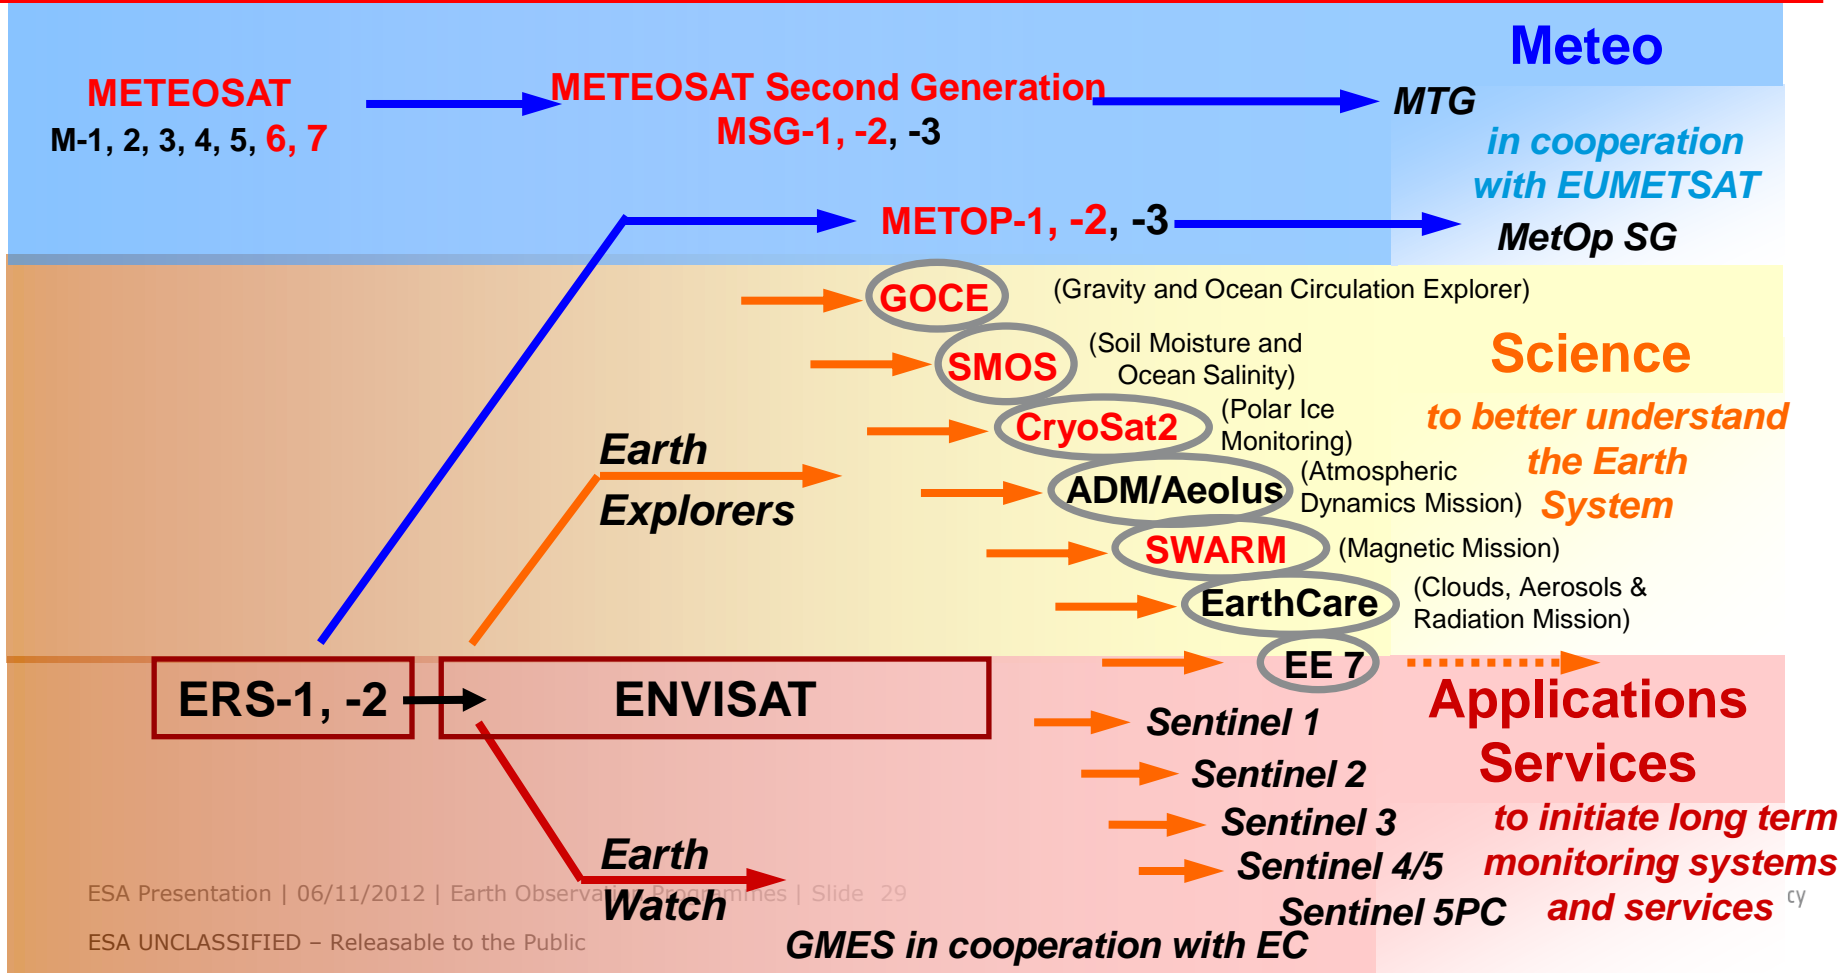 Meteo
METEOSAT
M-1, 2, 3, 4, 5, 6, 7
METEOSAT Second Generation
MSG-1, -2, -3
MTG
in cooperation
with EUMETSAT
METOP-1, -2, -3
MetOp SG
GOCE
(Gravity and Ocean Circulation Explorer)
SMOS
(Soil Moisture and
Ocean Salinity)
Science
to better understand
the Earth
System
CryoSat2
(Polar Ice
Monitoring)
Earth
Explorers
ADM/Aeolus
(Atmospheric
Dynamics Mission)
SWARM
(Magnetic Mission)
EarthCare
(Clouds, Aerosols &
Radiation Mission)
EE 7
ERS-1, -2
ENVISAT
Applications
Services
to initiate long term
monitoring systems
and services
Sentinel 1
Sentinel 2
Sentinel 3
Sentinel 4/5
Sentinel 5PC
Earth
Watch
GMES in cooperation with EC
ESA Presentation | 06/11/2012 | Earth Observation Programmes | Slide 29
ESA UNCLASSIFIED – Releasable to the Public
cy